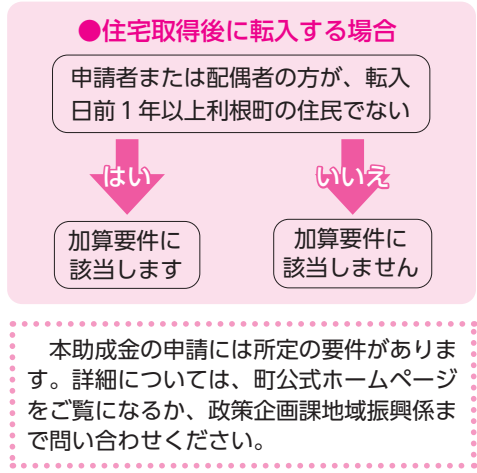 ●住宅取得後に転入する場合
申請者または配偶者の方が、転入
日前1年以上利根町の住民でない
はい
いいえ
加算要件に
該当します
加算要件に
該当しません
本助成金の申請には所定の要件がありま
す。詳細については、町公式ホームページ
をご覧になるか、政策企画課地域振興係ま
で問い合わせください。